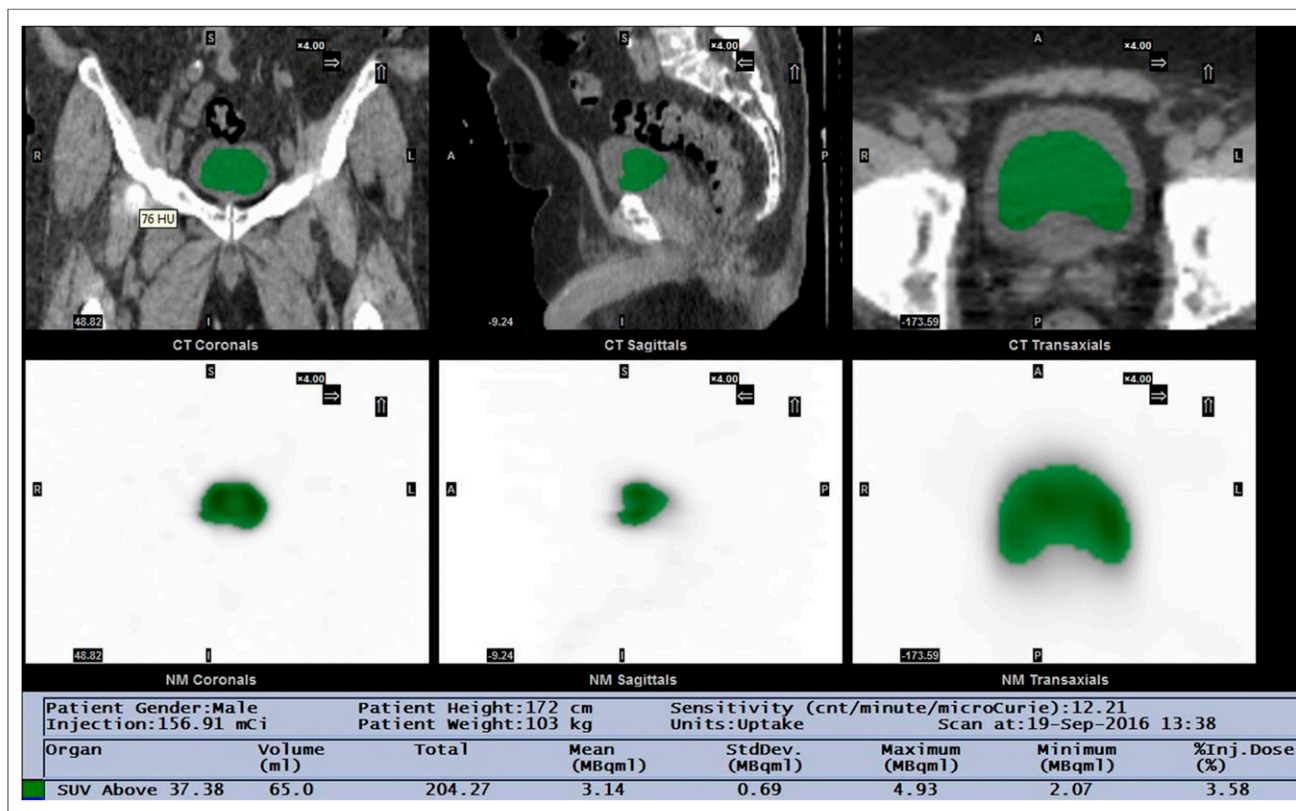 S ×4.00
S ×4.00
A ×4.00
R L A P R L
76 HU
48.82 I
-9.24 I
-173.59 P
CT Coronals CT Sagittals CT Transaxials
S ×4.00
S ×4.00
A ×4.00
R L A P R L
48.82 I
-9.24 I
-173.59 P
NM Coronals NM Sagittals NM Transaxials
Patient Gender:Male Patient Height:172 cm Sensitivity (cnt/minute/microCurie):12.21
Injection:156.91 mCi Patient Weight:103 kg Units:Uptake Scan at:19-Sep-2016 13:38
Organ Volume Total Mean StdDev. Maximum Minimum %Inj.Dose
(ml) (MBqml) (MBqml) (MBqml) (MBqml) (%)
SUV Above 37.38 65.0 204.27 3.14 0.69 4.93 2.07 3.58